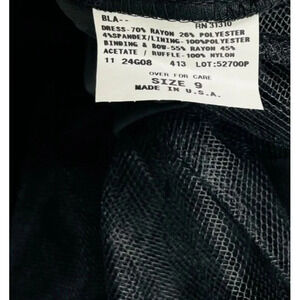 BLA--
RN 31310
DRESS-70% RAYON 26% POLYESTER
4%SPANDEX/LINING-100%POLYESTER
BINDING & BOW-55% RAYON 45%
ACETATE / RUFFLE-100% NYLON
11 24G08 413 LOT:52700P
OVER FOR CARE
SIZE 9
MADE IN U.S.A.